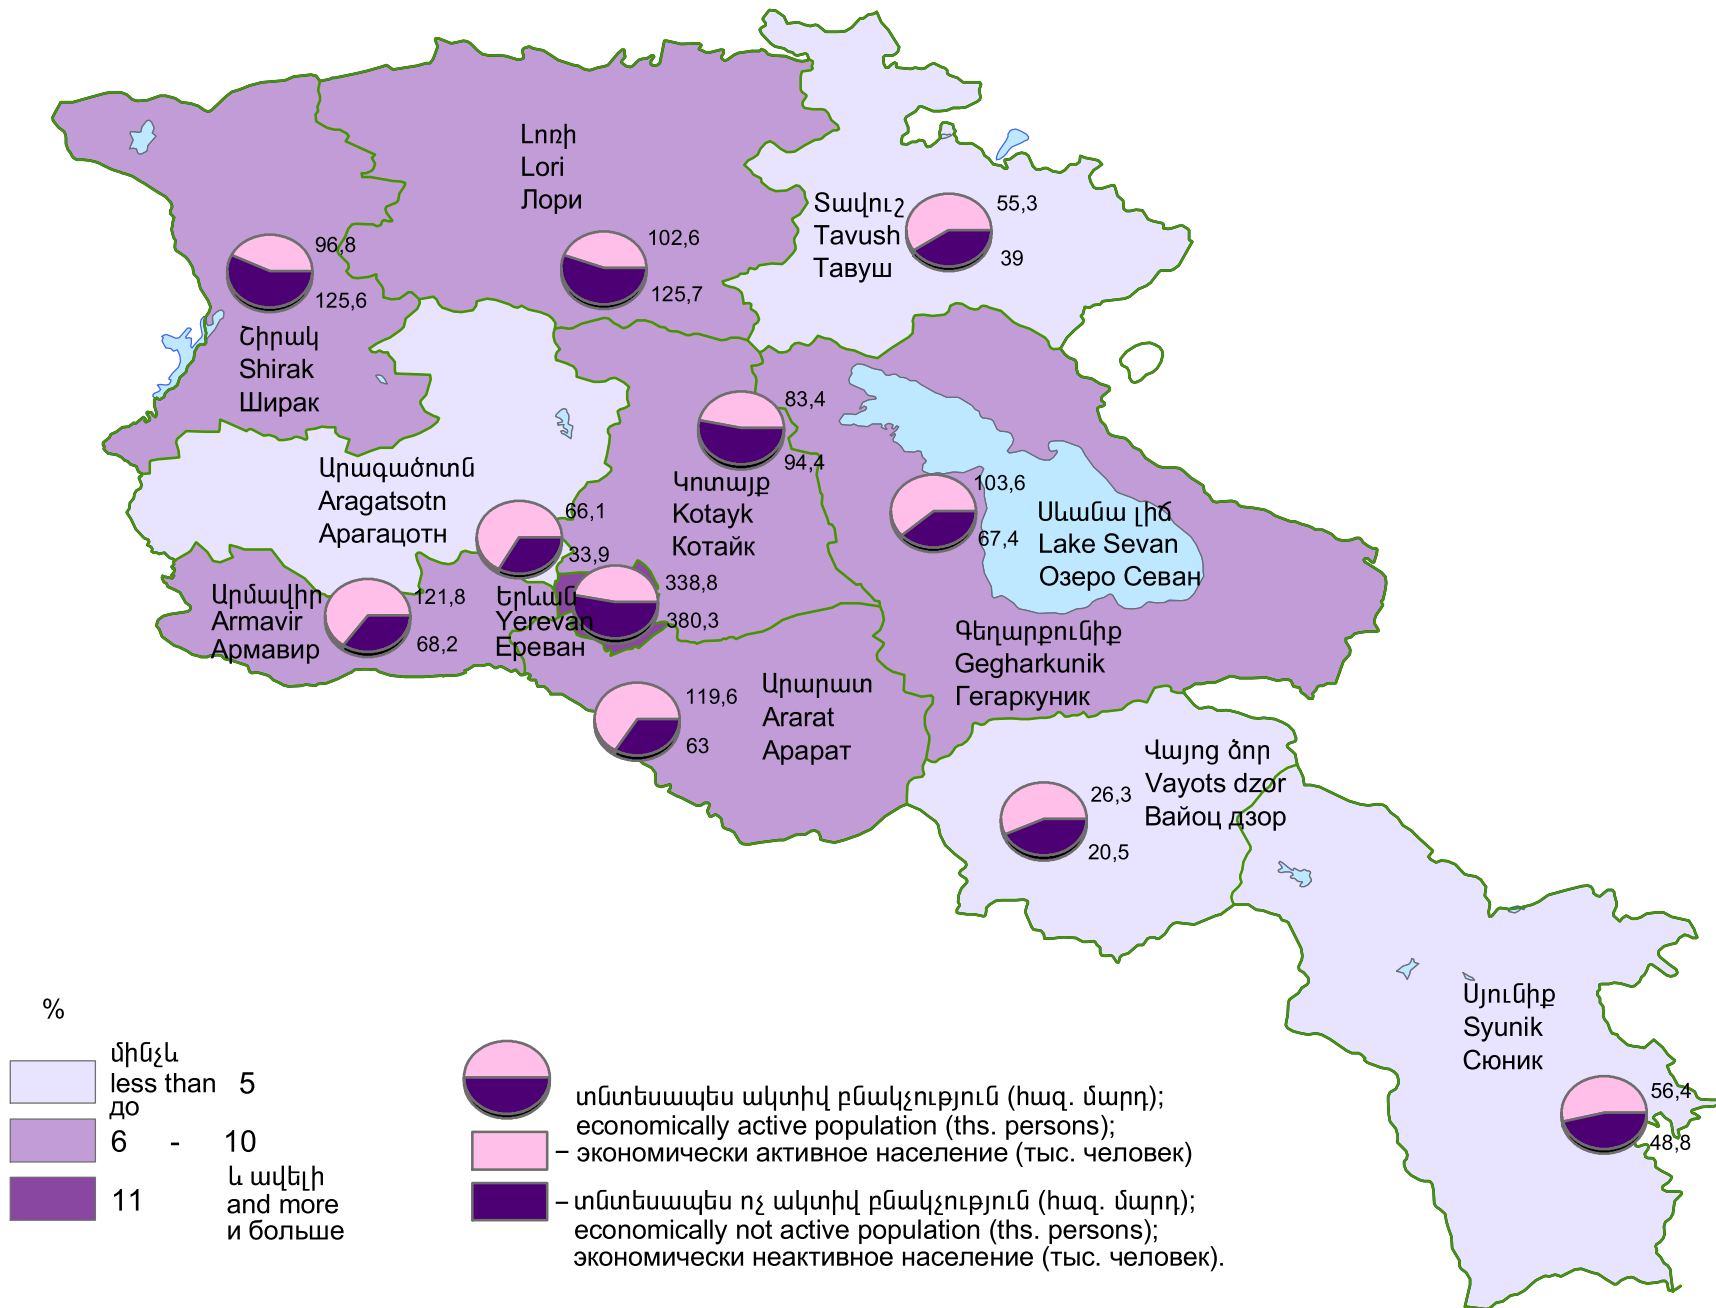 Լոռի
Lori
Лори
102,6
125,7
Տավուշ
Tavush
Тавуш
55,3
39
96,8
125,6
Շիրակ
Shirak
Ширак
83,4
94,4
Կոտայք
Kotayk
Котайк
Արագածոտն
Aragatsotn
Арагацотн
66,1
33,9
103,6
67,4
Սևանա լիճ
Lake Sevan
Озеро Севан
Արմավիր
Armavir
Армавир
121,8
68,2
Երևան
Yerevan
Ереван
338,8
380,3
Գեղարքունիք
Gegharkunik
Гегаркуник
119,6
63
Արարատ
Ararat
Арарат
Վայոց ձոր
Vayots dzor
Вайоц дзор
26,3
20,5
Սյունիք
Syunik
Сюник
56,4
48,8
%
մինչև
less than 5
до
6 - 10
11 և ավելի
and more
и больше
տնտեսապես ակտիվ բնակչություն (հազ. մարդ);
economically active population (ths. persons);
– экономически активное население (тыс. человек)
– տնտեսապես ոչ ակտիվ բնակչություն (հազ. մարդ);
economically not active population (ths. persons);
экономически неактивное население (тыс. человек).